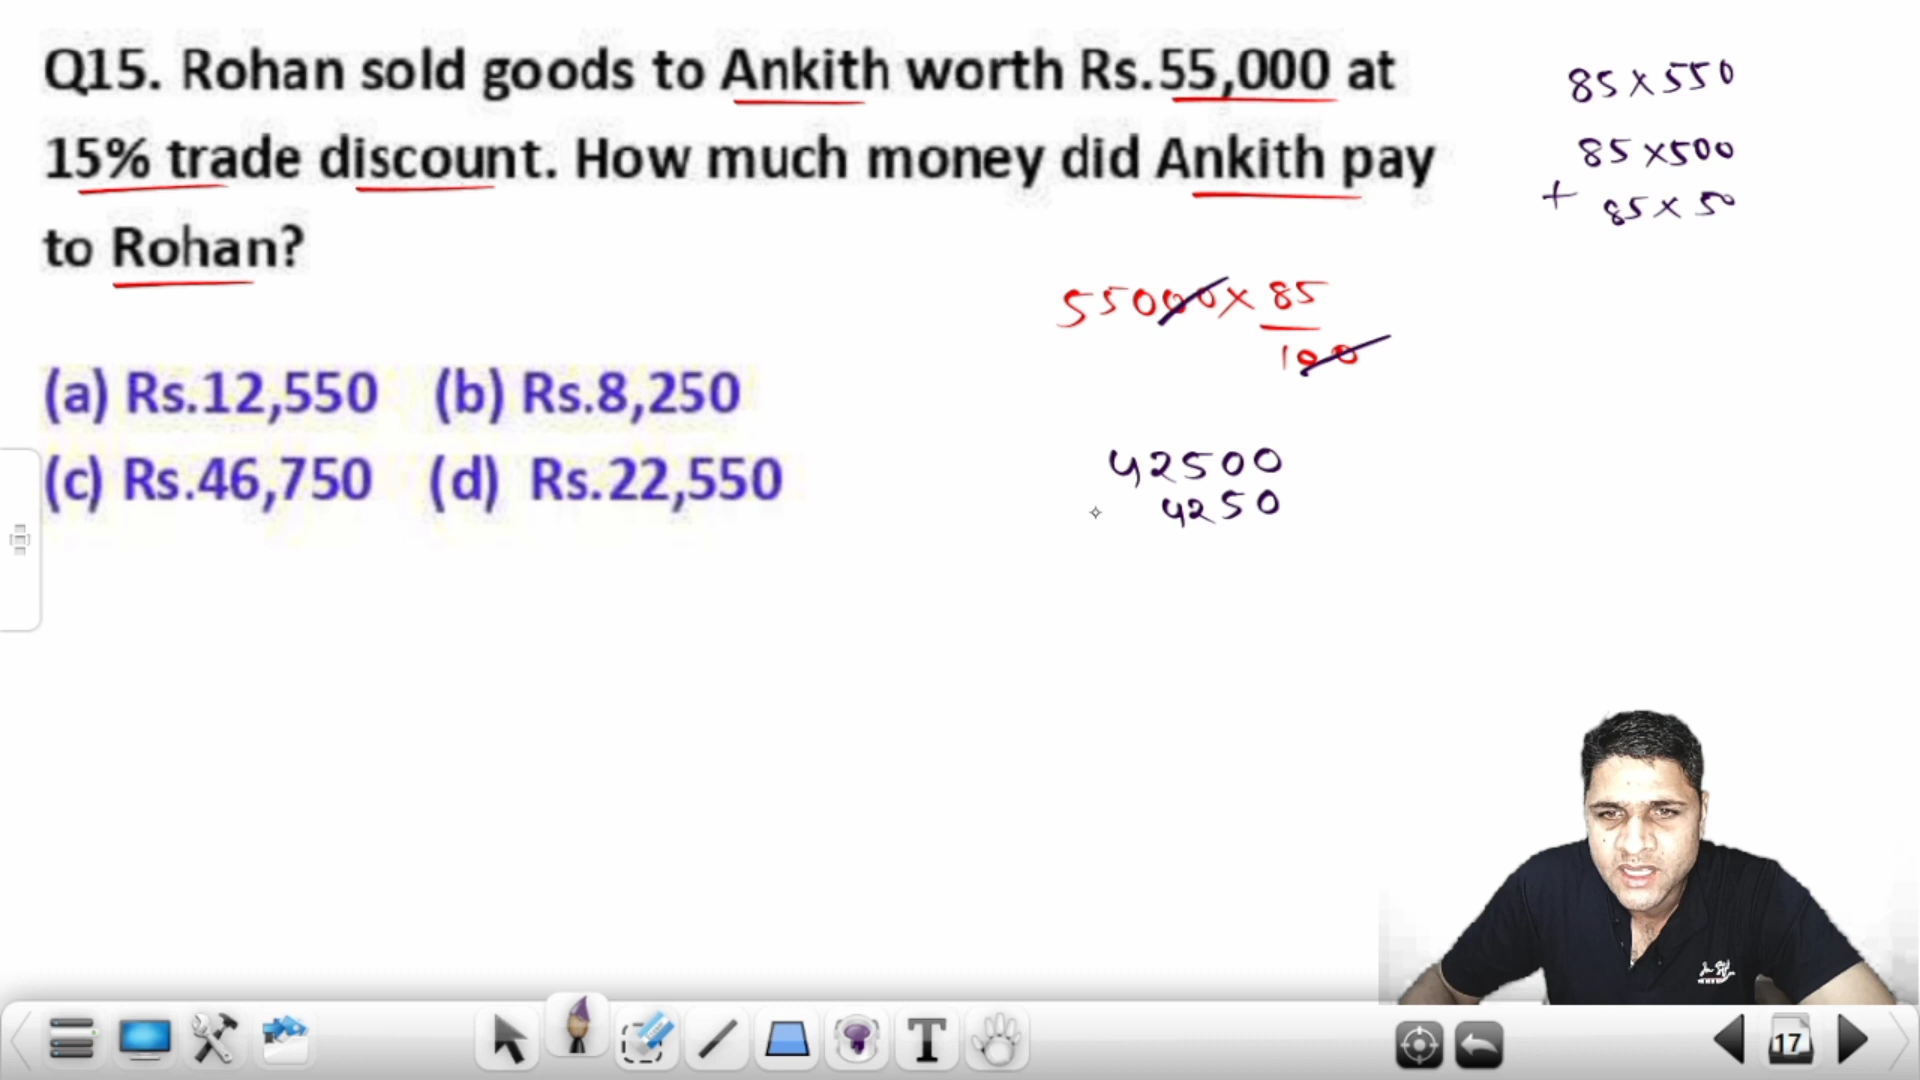 Q15. Rohan sold goods to Ankith worth Rs.55,000 at
15% trade discount. How much money did Ankith pay
to Rohan?
(a) Rs.12,550 (b) Rs.8,250
(c) Rs.46,750 (d) Rs.22,550
85×550
85×500
+ 85×50
55000×85
100
42500
4250
T
17